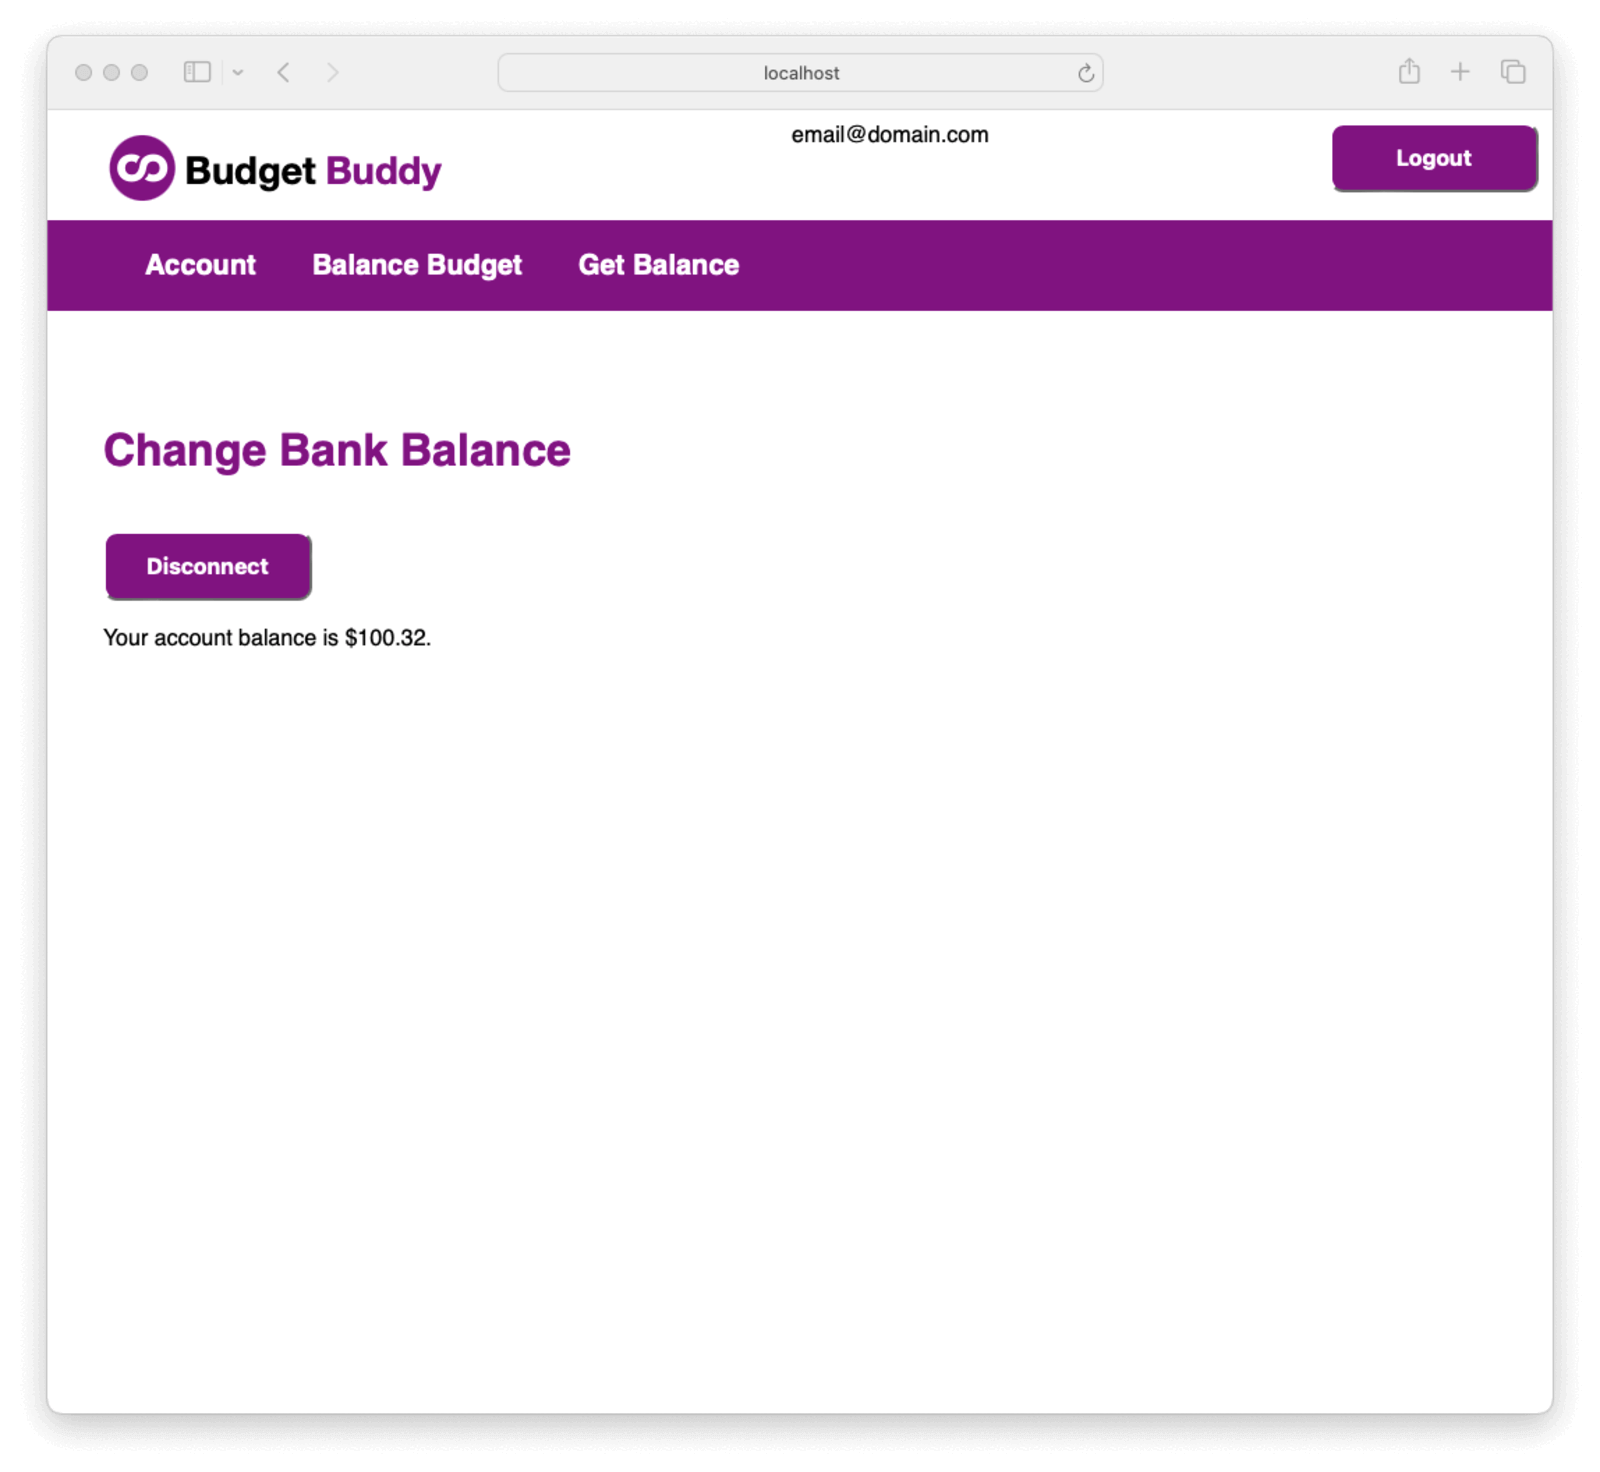 localhost
email@domain.com
Logout
Budget Buddy
Account Balance Budget Get Balance
Change Bank Balance
Disconnect
Your account balance is $100.32.